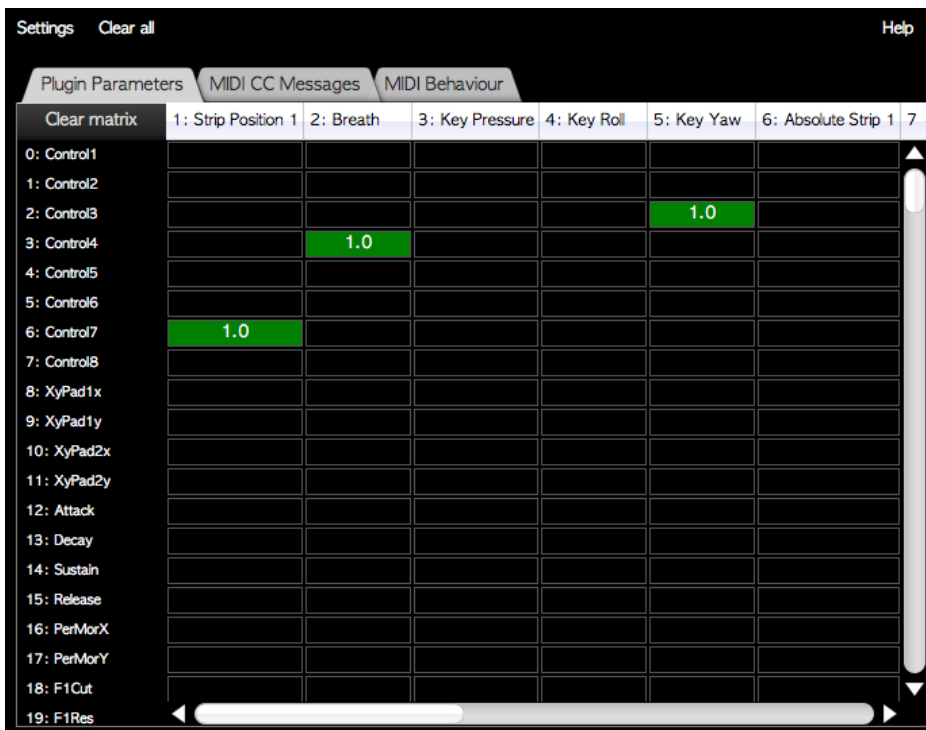 Settings Clear all Help
Plugin Parameters MIDI CC Messages MIDI Behaviour
Clear matrix 1: Strip Position 1 2: Breath 3: Key Pressure 4: Key Roll 5: Key Yaw 6: Absolute Strip 1 7
0: Control1
1: Control2
2: Control3 1.0
3: Control4 1.0
4: Control5
5: Control6
6: Control7 1.0
7: Control8
8: XyPad1x
9: XyPad1y
10: XyPad2x
11: XyPad2y
12: Attack
13: Decay
14: Sustain
15: Release
16: PerMorX
17: PerMorY
18: F1Cut
19: F1Res